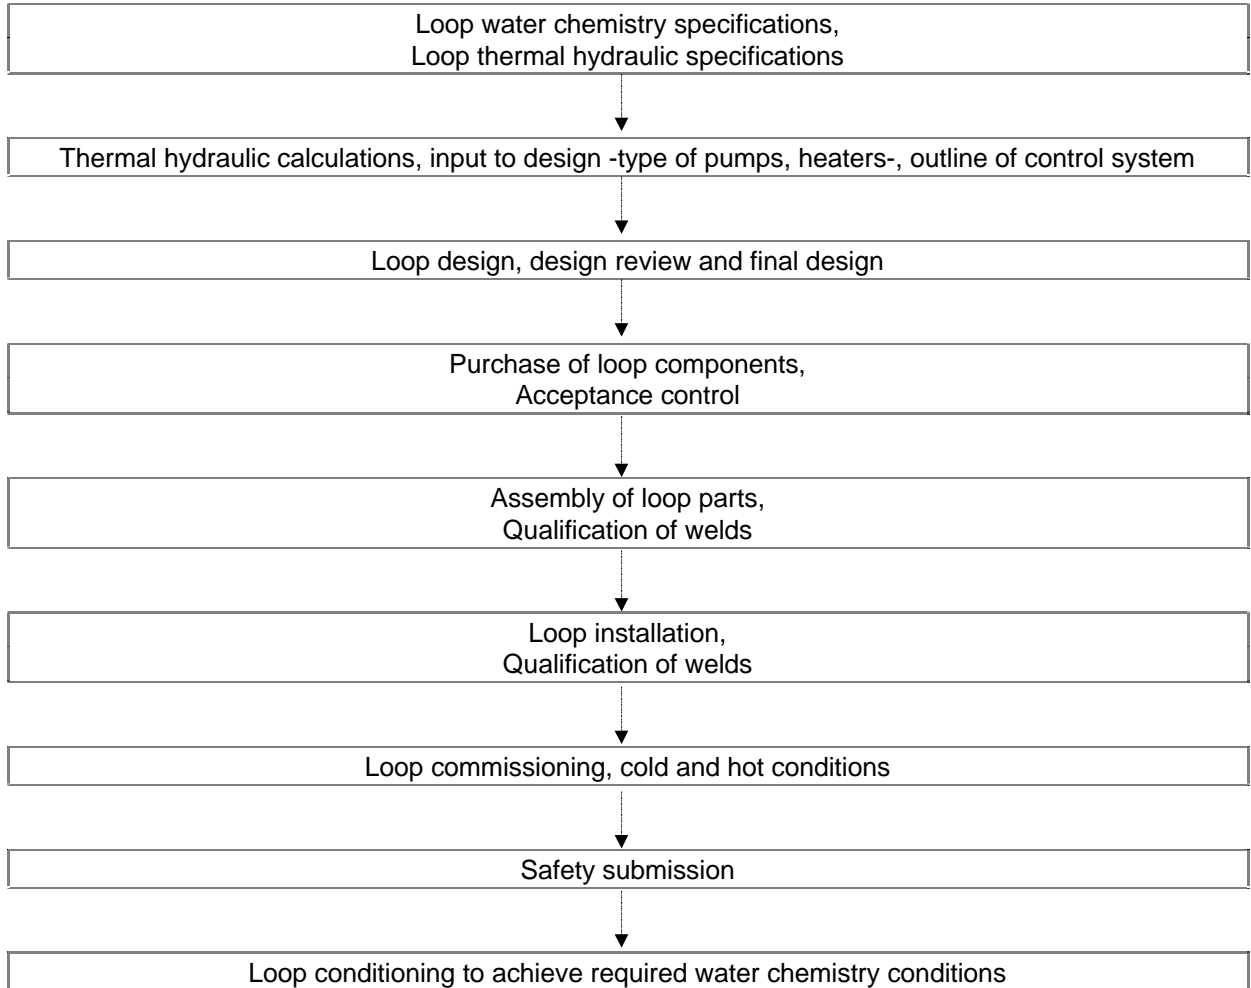 Loop water chemistry specifications,
Loop thermal hydraulic specifications
Thermal hydraulic calculations, input to design -type of pumps, heaters-, outline of control system
Loop design, design review and final design
Purchase of loop components,
Acceptance control
Assembly of loop parts,
Qualification of welds
Loop installation,
Qualification of welds
Loop commissioning, cold and hot conditions
Safety submission
Loop conditioning to achieve required water chemistry conditions